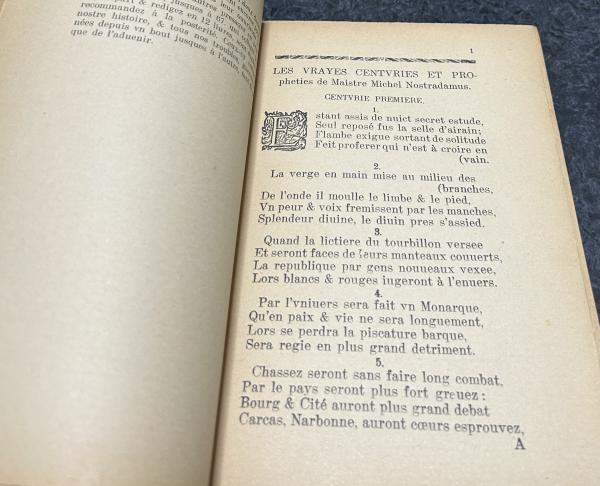 recommandez à la posterité.
nostre histoire, & tous nos
nées depuis vn bout jusques à l'autre
que de l'aduenir.
1
LES VRAYES CENTVRIES ET PRO-
pheties de Maistre Michel Nostradamus.
CENTVRIE PREMIERE.
1.
Estant assis de nuict secret estude,
Seul reposé fus la selle d'airain;
Flambe exigue sortant de solitude
Feit proferer qui n'est à croire en
(vain.
2.
La verge en main mise au milieu des
(branches,
De l'onde il moulle le limbe & le pied,
Vn peur & voix fremissent par les manches,
Splendeur diuine, le diuin pres s'assied.
3.
Quand la lictiere du tourbillon versee
Et seront faces de leurs manteaux couuerts,
La republique par gens nouueaux vexee,
Lors blancs & rouges iugeront à l'enuers.
4.
Par l'vniuers sera fait vn Monarque,
Qu'en paix & vie ne sera longuement,
Lors se perdra la piscature barque,
Sera regie en plus grand detriment.
5.
Chassez seront sans faire long combat,
Par le pays seront plus fort greuez :
Bourg & Cité auront plus grand debat
Carcas, Narbonne, auront cœurs esprouvez,
A